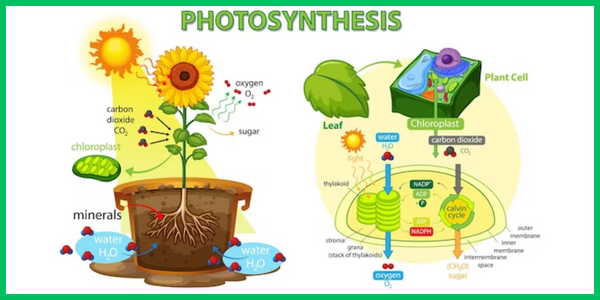 PHOTOSYNTHESIS
oxygen
O₂
carbon
dioxide
CO₂
sugar
chloroplast
minerals
water
H₂O
water
H₂O
Plant Cell
Leaf
Chloroplast
water
H₂O
carbon dioxide
CO₂
light
thylakoid
NADP⁺
ADP
P
ATP
NADPH
calvin
cycle
stroma
grana
(stack of thylakoids)
outer
membrane
inner
membrane
intermembrane
space
oxygen
O₂
(CH₂O)
sugar